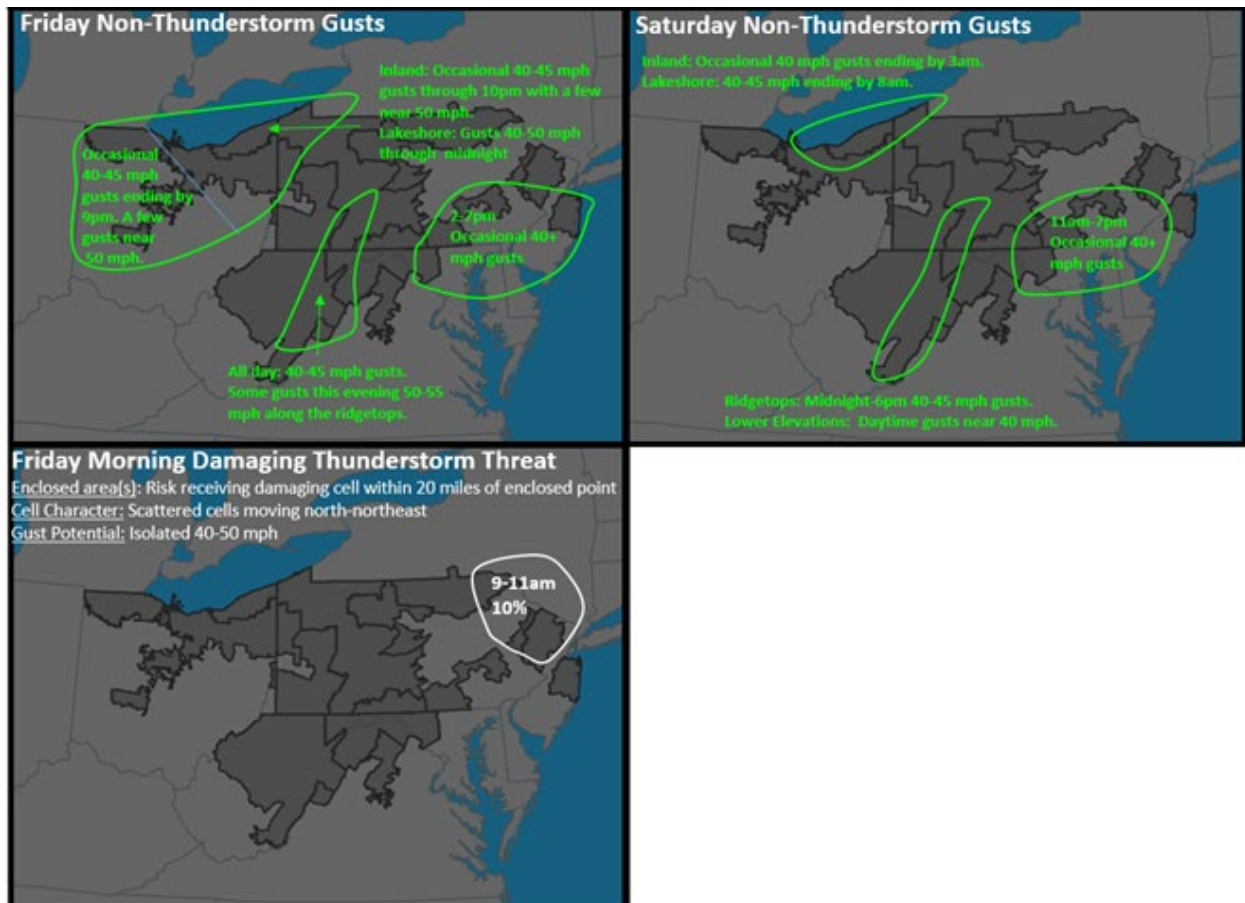 Friday Non-Thunderstorm Gusts
Inland: Occasional 40-45 mph
gusts through 10pm with a few
near 50 mph.
Lakeshore: Gusts 40-50 mph
through midnight
Occasional
40-45 mph
gusts ending by
9pm. A few
gusts near
50 mph.
2-7pm
Occasional 40+
mph gusts
All day: 40-45 mph gusts.
Some gusts this evening 50-55
mph along the ridgetops.
Saturday Non-Thunderstorm Gusts
Inland: Occasional 40 mph gusts ending by 3am.
Lakeshore: 40-45 mph ending by 8am.
11am-7pm
Occasional 40+
mph gusts
Ridgetops: Midnight-6pm 40-45 mph gusts.
Lower Elevations: Daytime gusts near 40 mph.
Friday Morning Damaging Thunderstorm Threat
Enclosed area(s): Risk receiving damaging cell within 20 miles of enclosed point
Cell Character: Scattered cells moving north-northeast
Gust Potential: Isolated 40-50 mph
9-11am
10%